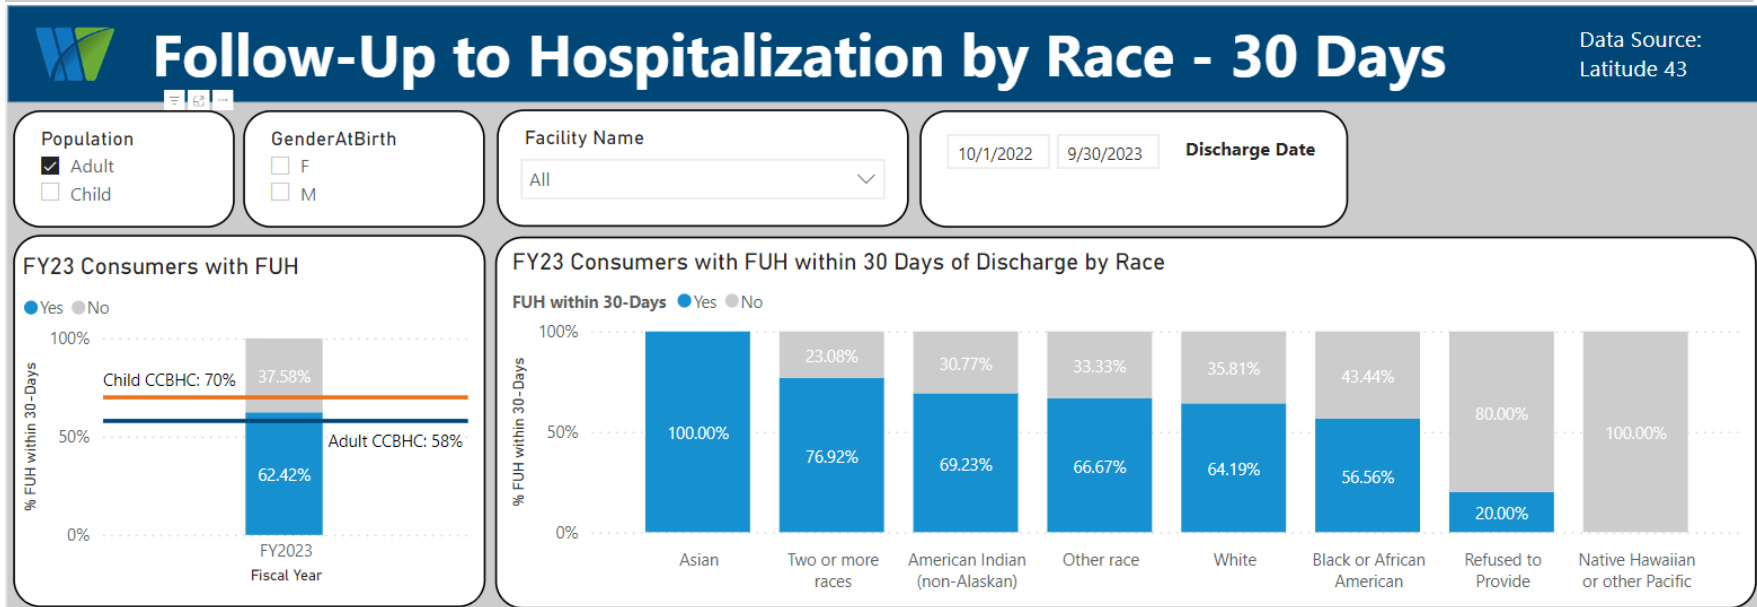 Follow-Up to Hospitalization by Race - 30 Days
Data Source:
Latitude 43
Population
Adult
Child
GenderAtBirth
F
M
Facility Name
All
10/1/2022
9/30/2023
Discharge Date
FY23 Consumers with FUH
Yes No
% FUH within 30-Days
100%
50%
0%
Child CCBHC: 70%
37.58%
Adult CCBHC: 58%
62.42%
FY2023
Fiscal Year
FY23 Consumers with FUH within 30 Days of Discharge by Race
FUH within 30-Days Yes No
% FUH within 30-Days
100%
50%
0%
100.00%
23.08%
76.92%
30.77%
69.23%
33.33%
66.67%
35.81%
64.19%
43.44%
56.56%
80.00%
20.00%
100.00%
Asian
Two or more
races
American Indian
(non-Alaskan)
Other race
White
Black or African
American
Refused to
Provide
Native Hawaiian
or other Pacific